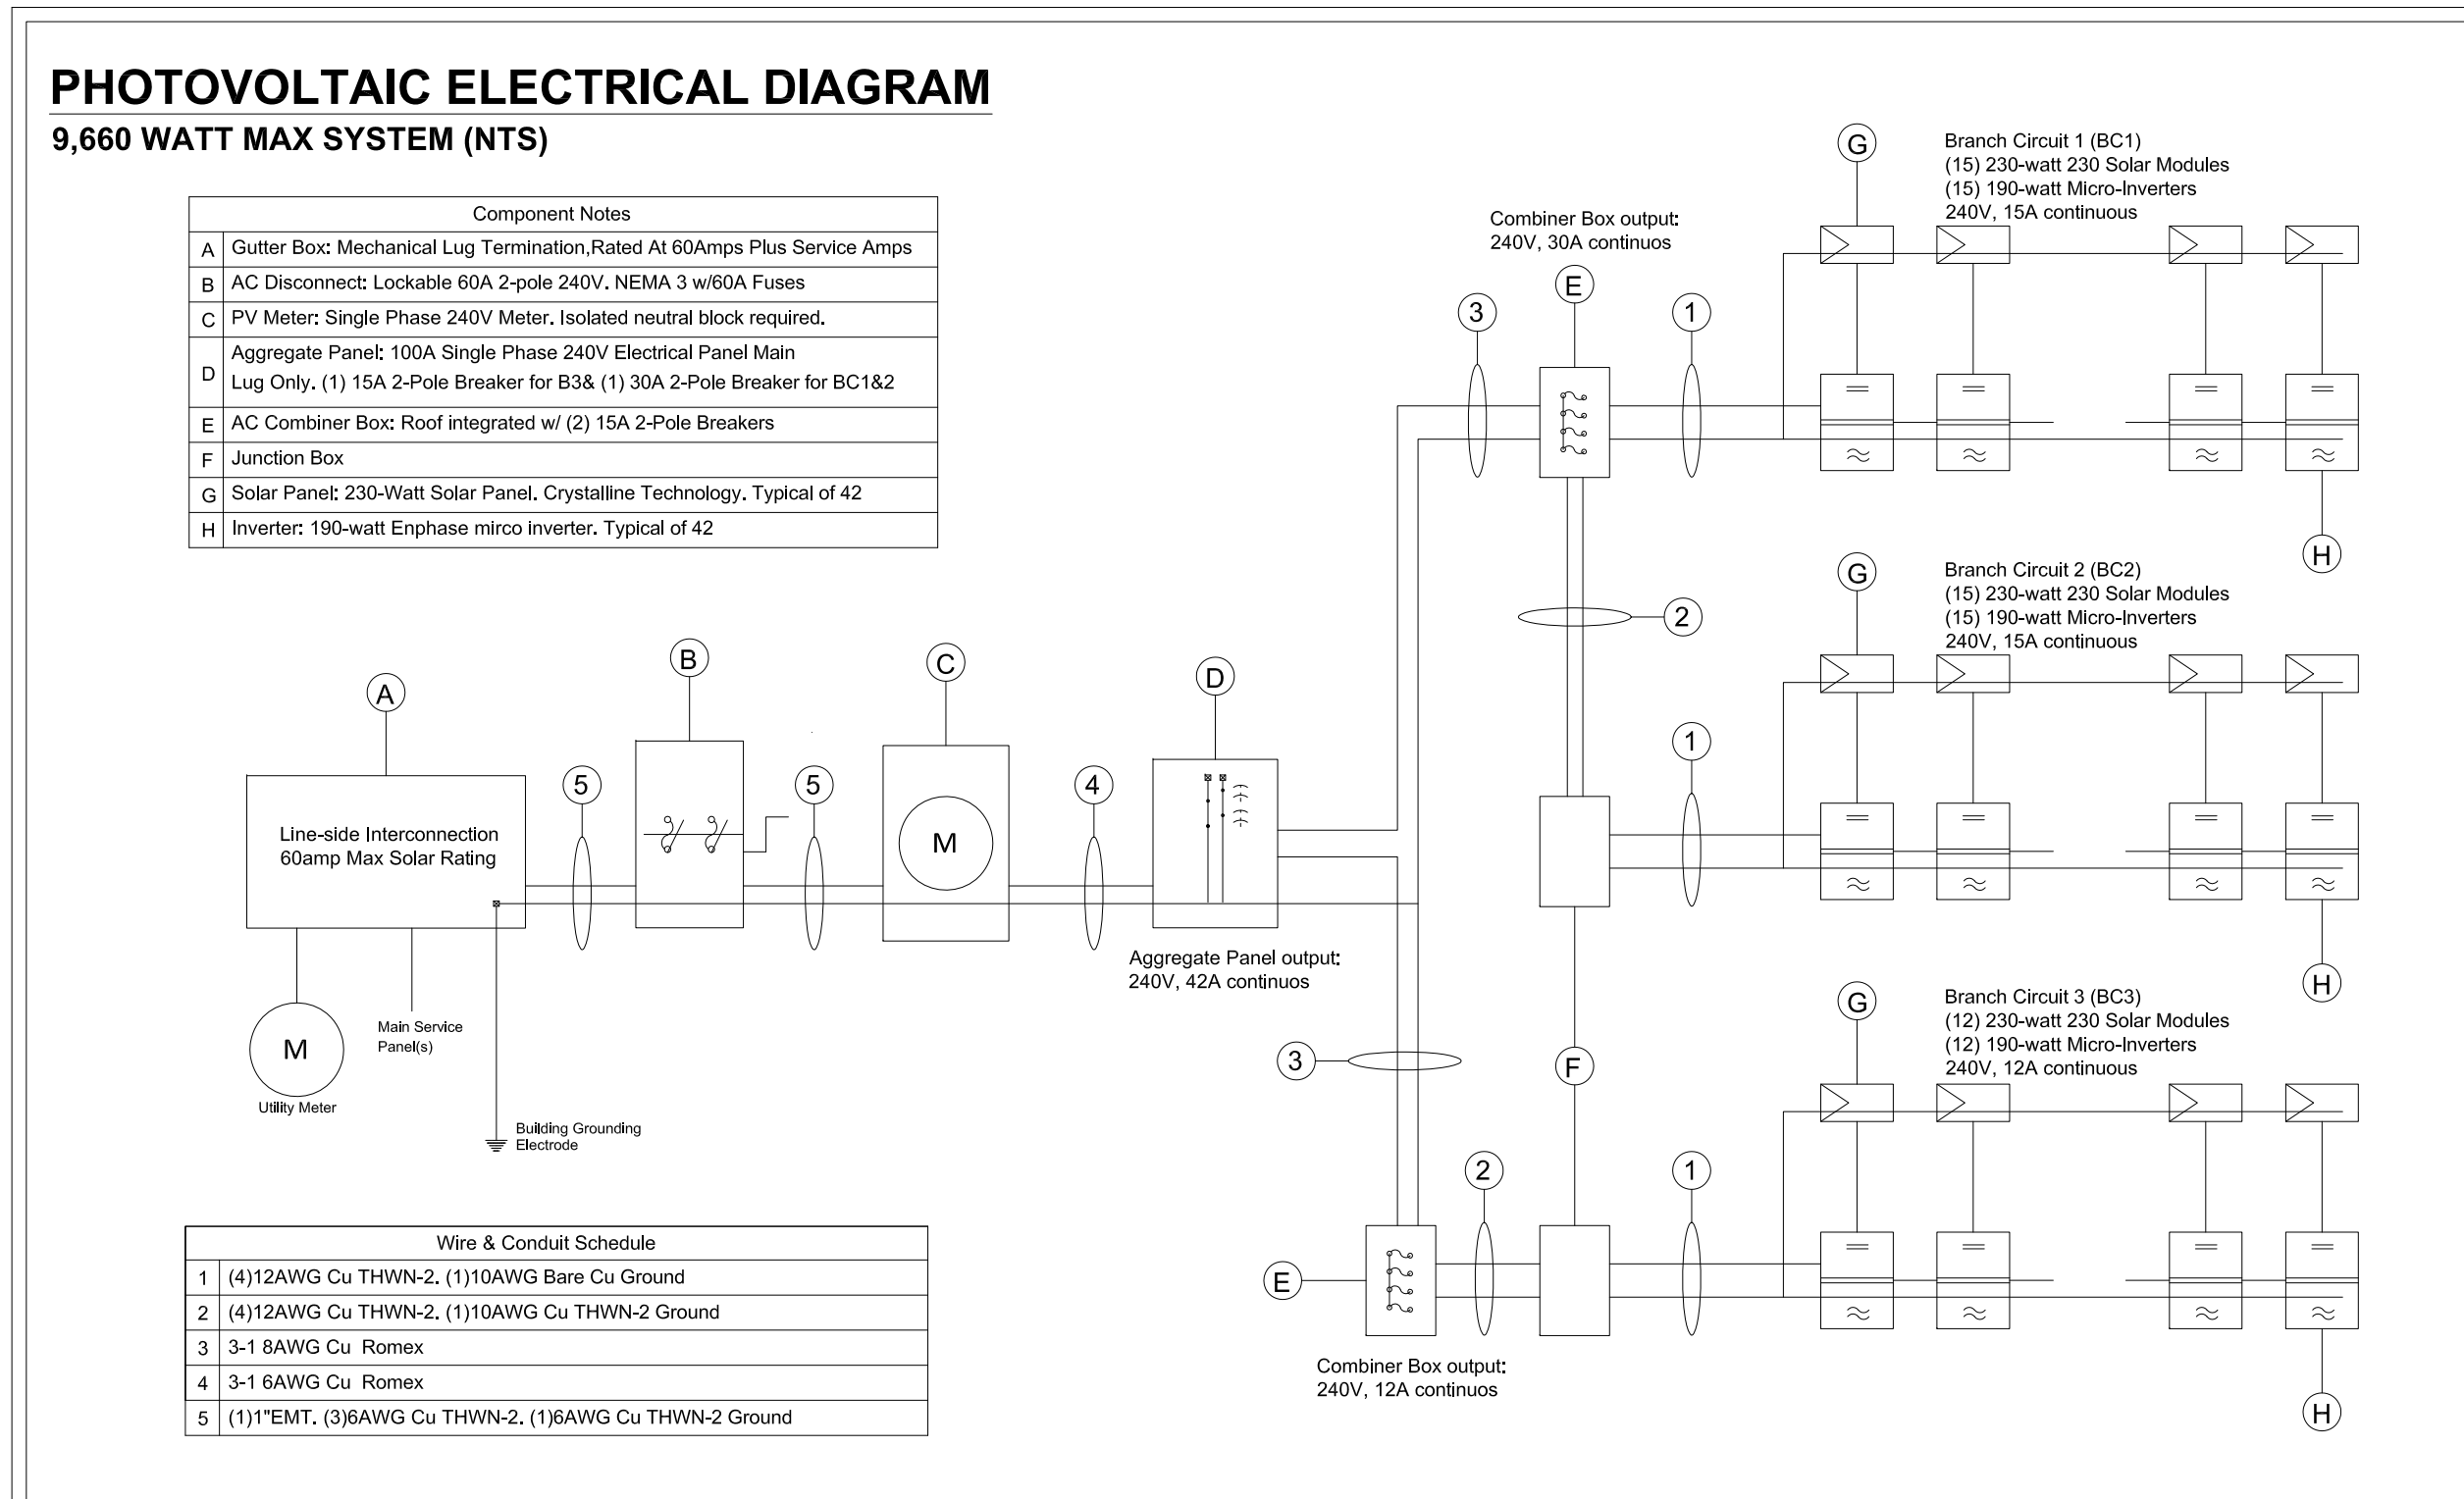 PHOTOVOLTAIC ELECTRICAL DIAGRAM
9,660 WATT MAX SYSTEM (NTS)
Component Notes
A Gutter Box: Mechanical Lug Termination,Rated At 60Amps Plus Service Amps
B AC Disconnect: Lockable 60A 2-pole 240V. NEMA 3 w/60A Fuses
C PV Meter: Single Phase 240V Meter. Isolated neutral block required.
D Aggregate Panel: 100A Single Phase 240V Electrical Panel Main
Lug Only. (1) 15A 2-Pole Breaker for B3& (1) 30A 2-Pole Breaker for BC1&2
E AC Combiner Box: Roof integrated w/ (2) 15A 2-Pole Breakers
F Junction Box
G Solar Panel: 230-Watt Solar Panel. Crystalline Technology. Typical of 42
H Inverter: 190-watt Enphase mirco inverter. Typical of 42
G
Branch Circuit 1 (BC1)
(15) 230-watt 230 Solar Modules
(15) 190-watt Micro-Inverters
240V, 15A continuous
Combiner Box output:
240V, 30A continuos
E
3
1
H
G
Branch Circuit 2 (BC2)
(15) 230-watt 230 Solar Modules
(15) 190-watt Micro-Inverters
240V, 15A continuous
2
1
H
A
B
C
D
5
5
4
Line-side Interconnection
60amp Max Solar Rating
M
Aggregate Panel output:
240V, 42A continuos
M
Utility Meter
Main Service
Panel(s)
Building Grounding
Electrode
3
F
G
Branch Circuit 3 (BC3)
(12) 230-watt 230 Solar Modules
(12) 190-watt Micro-Inverters
240V, 12A continuous
2
1
E
Combiner Box output:
240V, 12A continuos
H
Wire & Conduit Schedule
1 (4)12AWG Cu THWN-2. (1)10AWG Bare Cu Ground
2 (4)12AWG Cu THWN-2. (1)10AWG Cu THWN-2 Ground
3 3-1 8AWG Cu Romex
4 3-1 6AWG Cu Romex
5 (1)1"EMT. (3)6AWG Cu THWN-2. (1)6AWG Cu THWN-2 Ground